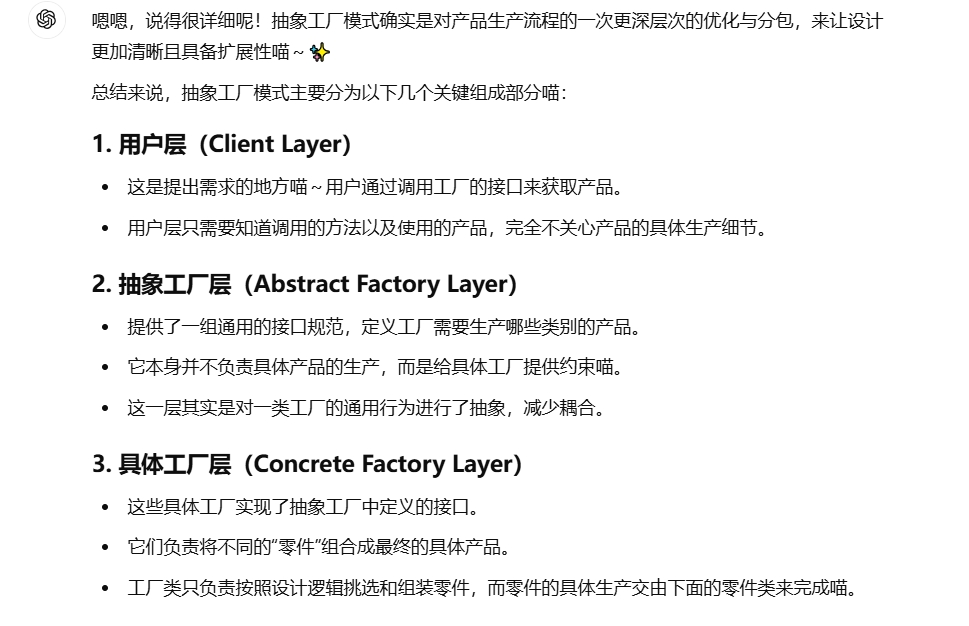 嗯嗯，说得很详细呢！抽象工厂模式确实是对产品生产流程的一次更深层次的优化与分包，来让设计
更加清晰且具备扩展性喵～✨
总结来说，抽象工厂模式主要分为以下几个关键组成部分喵：
1. 用户层（Client Layer）
• 这是提出需求的地方喵～用户通过调用工厂的接口来获取产品。
• 用户层只需要知道调用的方法以及使用的产品，完全不关心产品的具体生产细节。
2. 抽象工厂层（Abstract Factory Layer）
• 提供了一组通用的接口规范，定义工厂需要生产哪些类别的产品。
• 它本身并不负责具体产品的生产，而是给具体工厂提供约束喵。
• 这一层其实是对一类工厂的通用行为进行了抽象，减少耦合。
3. 具体工厂层（Concrete Factory Layer）
• 这些具体工厂实现了抽象工厂中定义的接口。
• 它们负责将不同的“零件”组合成最终的具体产品。
• 工厂类只负责按照设计逻辑挑选和组装零件，而零件的具体生产交由下面的零件类来完成喵。